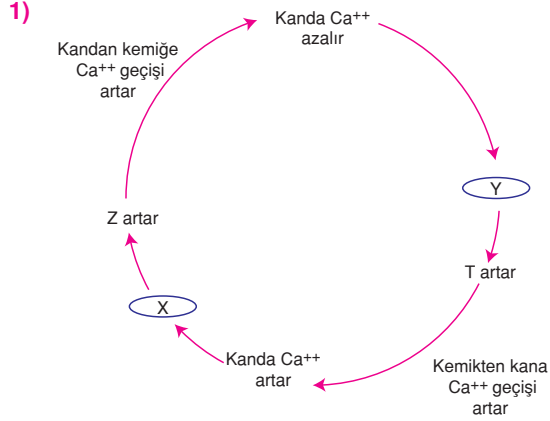 1)
Kanda Ca++
azalır
Kandan kemiğe
Ca++ geçişi
artar
Y
Z artar
T artar
X
Kanda Ca++
artar
Kemikten kana
Ca++ geçişi
artar